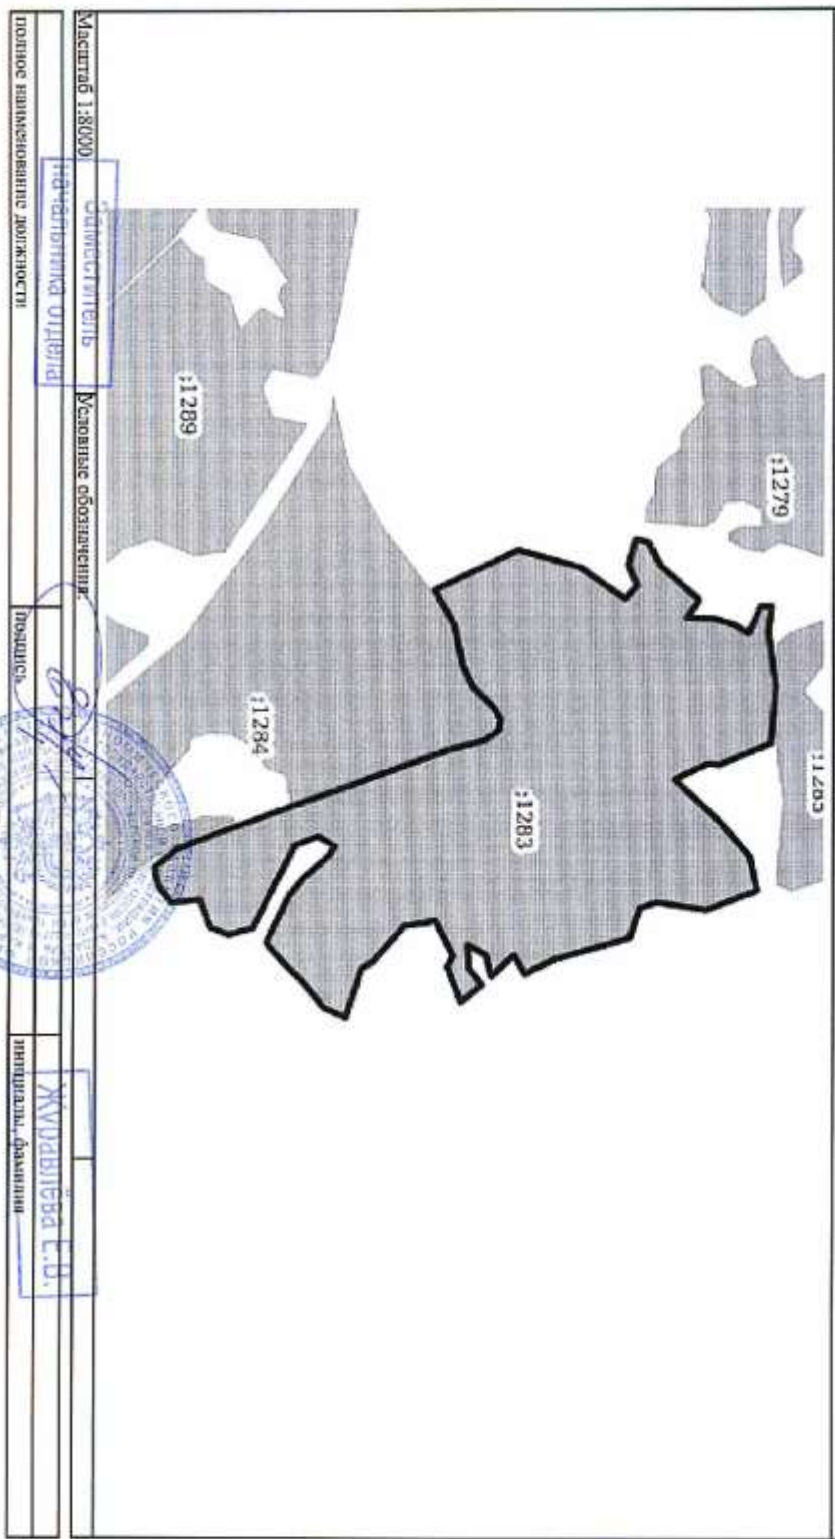 :1285
:1279
:1283
:1284
:1289
Масштаб 1:8000 Условные обозначения:
Заместитель
начальника отдела
Журавлёва Е.В.
полное наименование должности подпись инициалы, фамилия